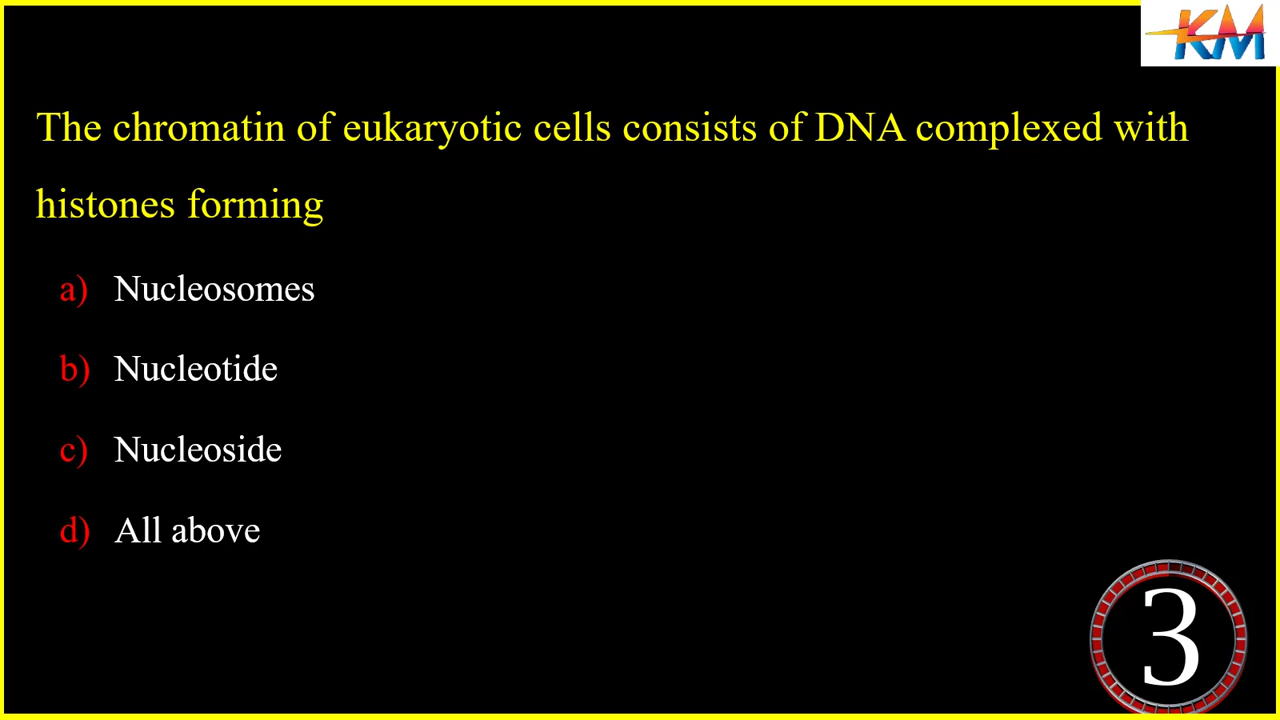 KM
The chromatin of eukaryotic cells consists of DNA complexed with
histones forming
a) Nucleosomes
b) Nucleotide
c) Nucleoside
d) All above
3